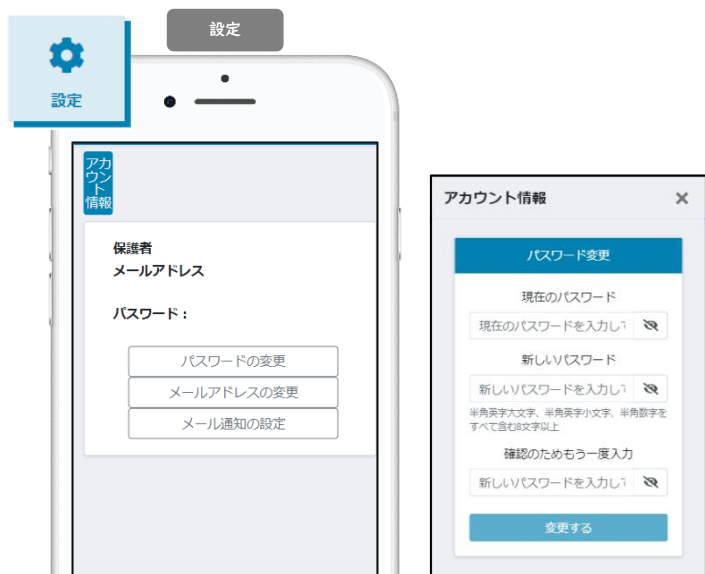 設定
設定
アカ
ウン
ト
情報
保護者
メールアドレス
パスワード：
パスワードの変更
メールアドレスの変更
メール通知の設定
アカウント情報
パスワード変更
現在のパスワード
現在のパスワードを入力して
新しいパスワード
新しいパスワードを入力して
半角英字大文字、半角英字小文字、半角数字を
すべて含む8文字以上
確認のためもう一度入力
新しいパスワードを入力して
変更する